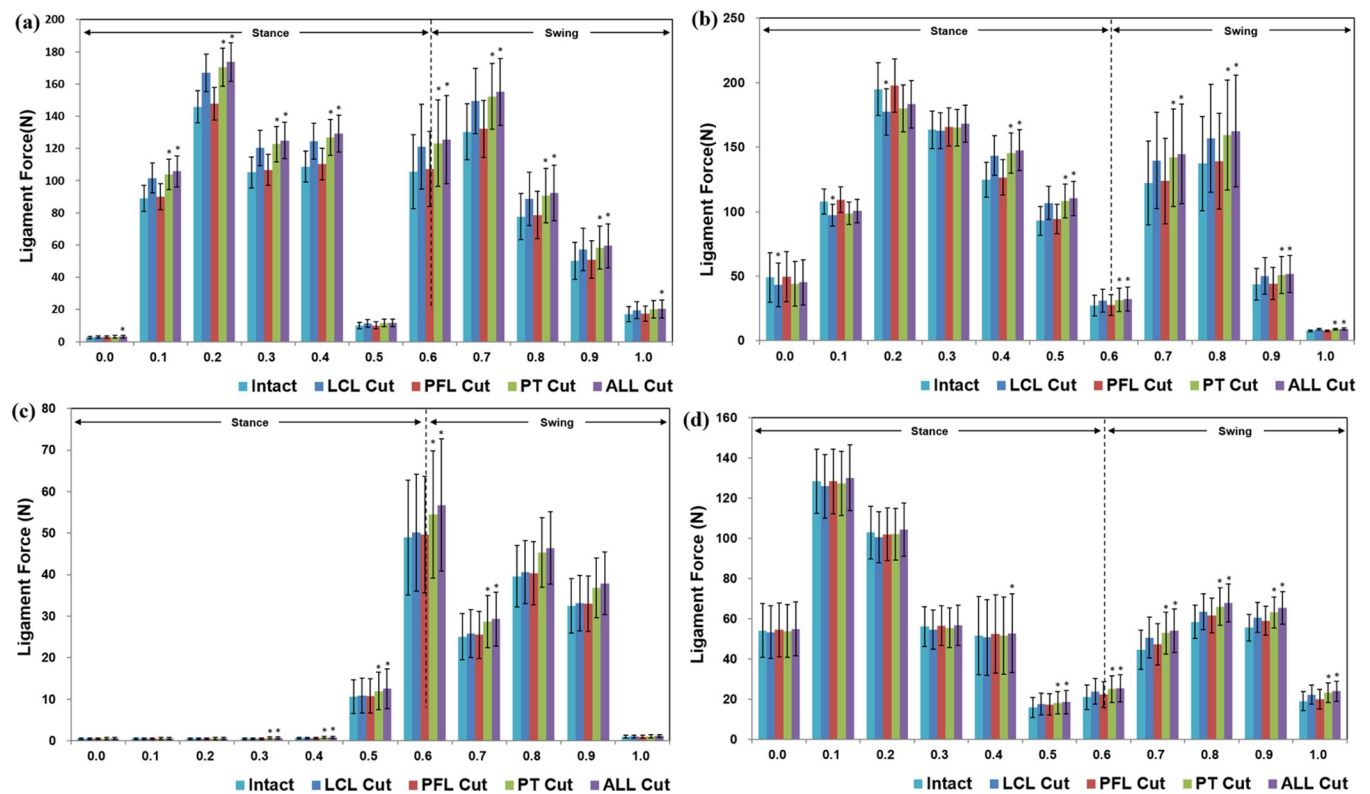 (a)
Stance Swing
Ligament Force(N)
200
180
160
140
120
100
80
60
40
20
0
0.0 0.1 0.2 0.3 0.4 0.5 0.6 0.7 0.8 0.9 1.0
Intact LCL Cut PFL Cut PT Cut ALL Cut
(b)
Stance Swing
Ligament Force(N)
250
200
150
100
50
0
0.0 0.1 0.2 0.3 0.4 0.5 0.6 0.7 0.8 0.9 1.0
Intact LCL Cut PFL Cut PT Cut ALL Cut
(c)
Stance Swing
Ligament Force (N)
80
70
60
50
40
30
20
10
0
0.0 0.1 0.2 0.3 0.4 0.5 0.6 0.7 0.8 0.9 1.0
Intact LCL Cut PFL Cut PT Cut ALL Cut
(d)
Stance Swing
Ligament Force (N)
160
140
120
100
80
60
40
20
0
0.0 0.1 0.2 0.3 0.4 0.5 0.6 0.7 0.8 0.9 1.0
Intact LCL Cut PFL Cut PT Cut ALL Cut